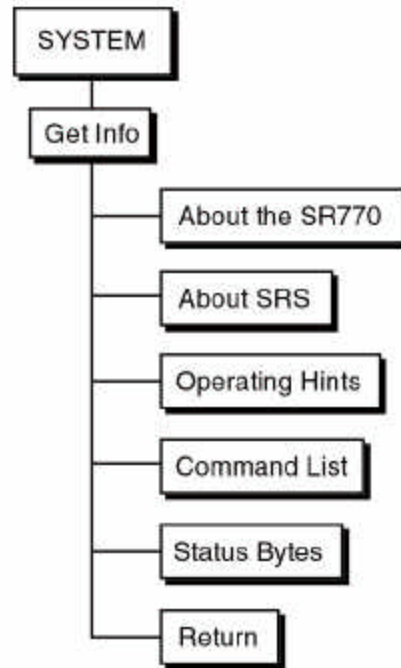 SYSTEM
Get Info
About the SR770
About SRS
Operating Hints
Command List
Status Bytes
Return